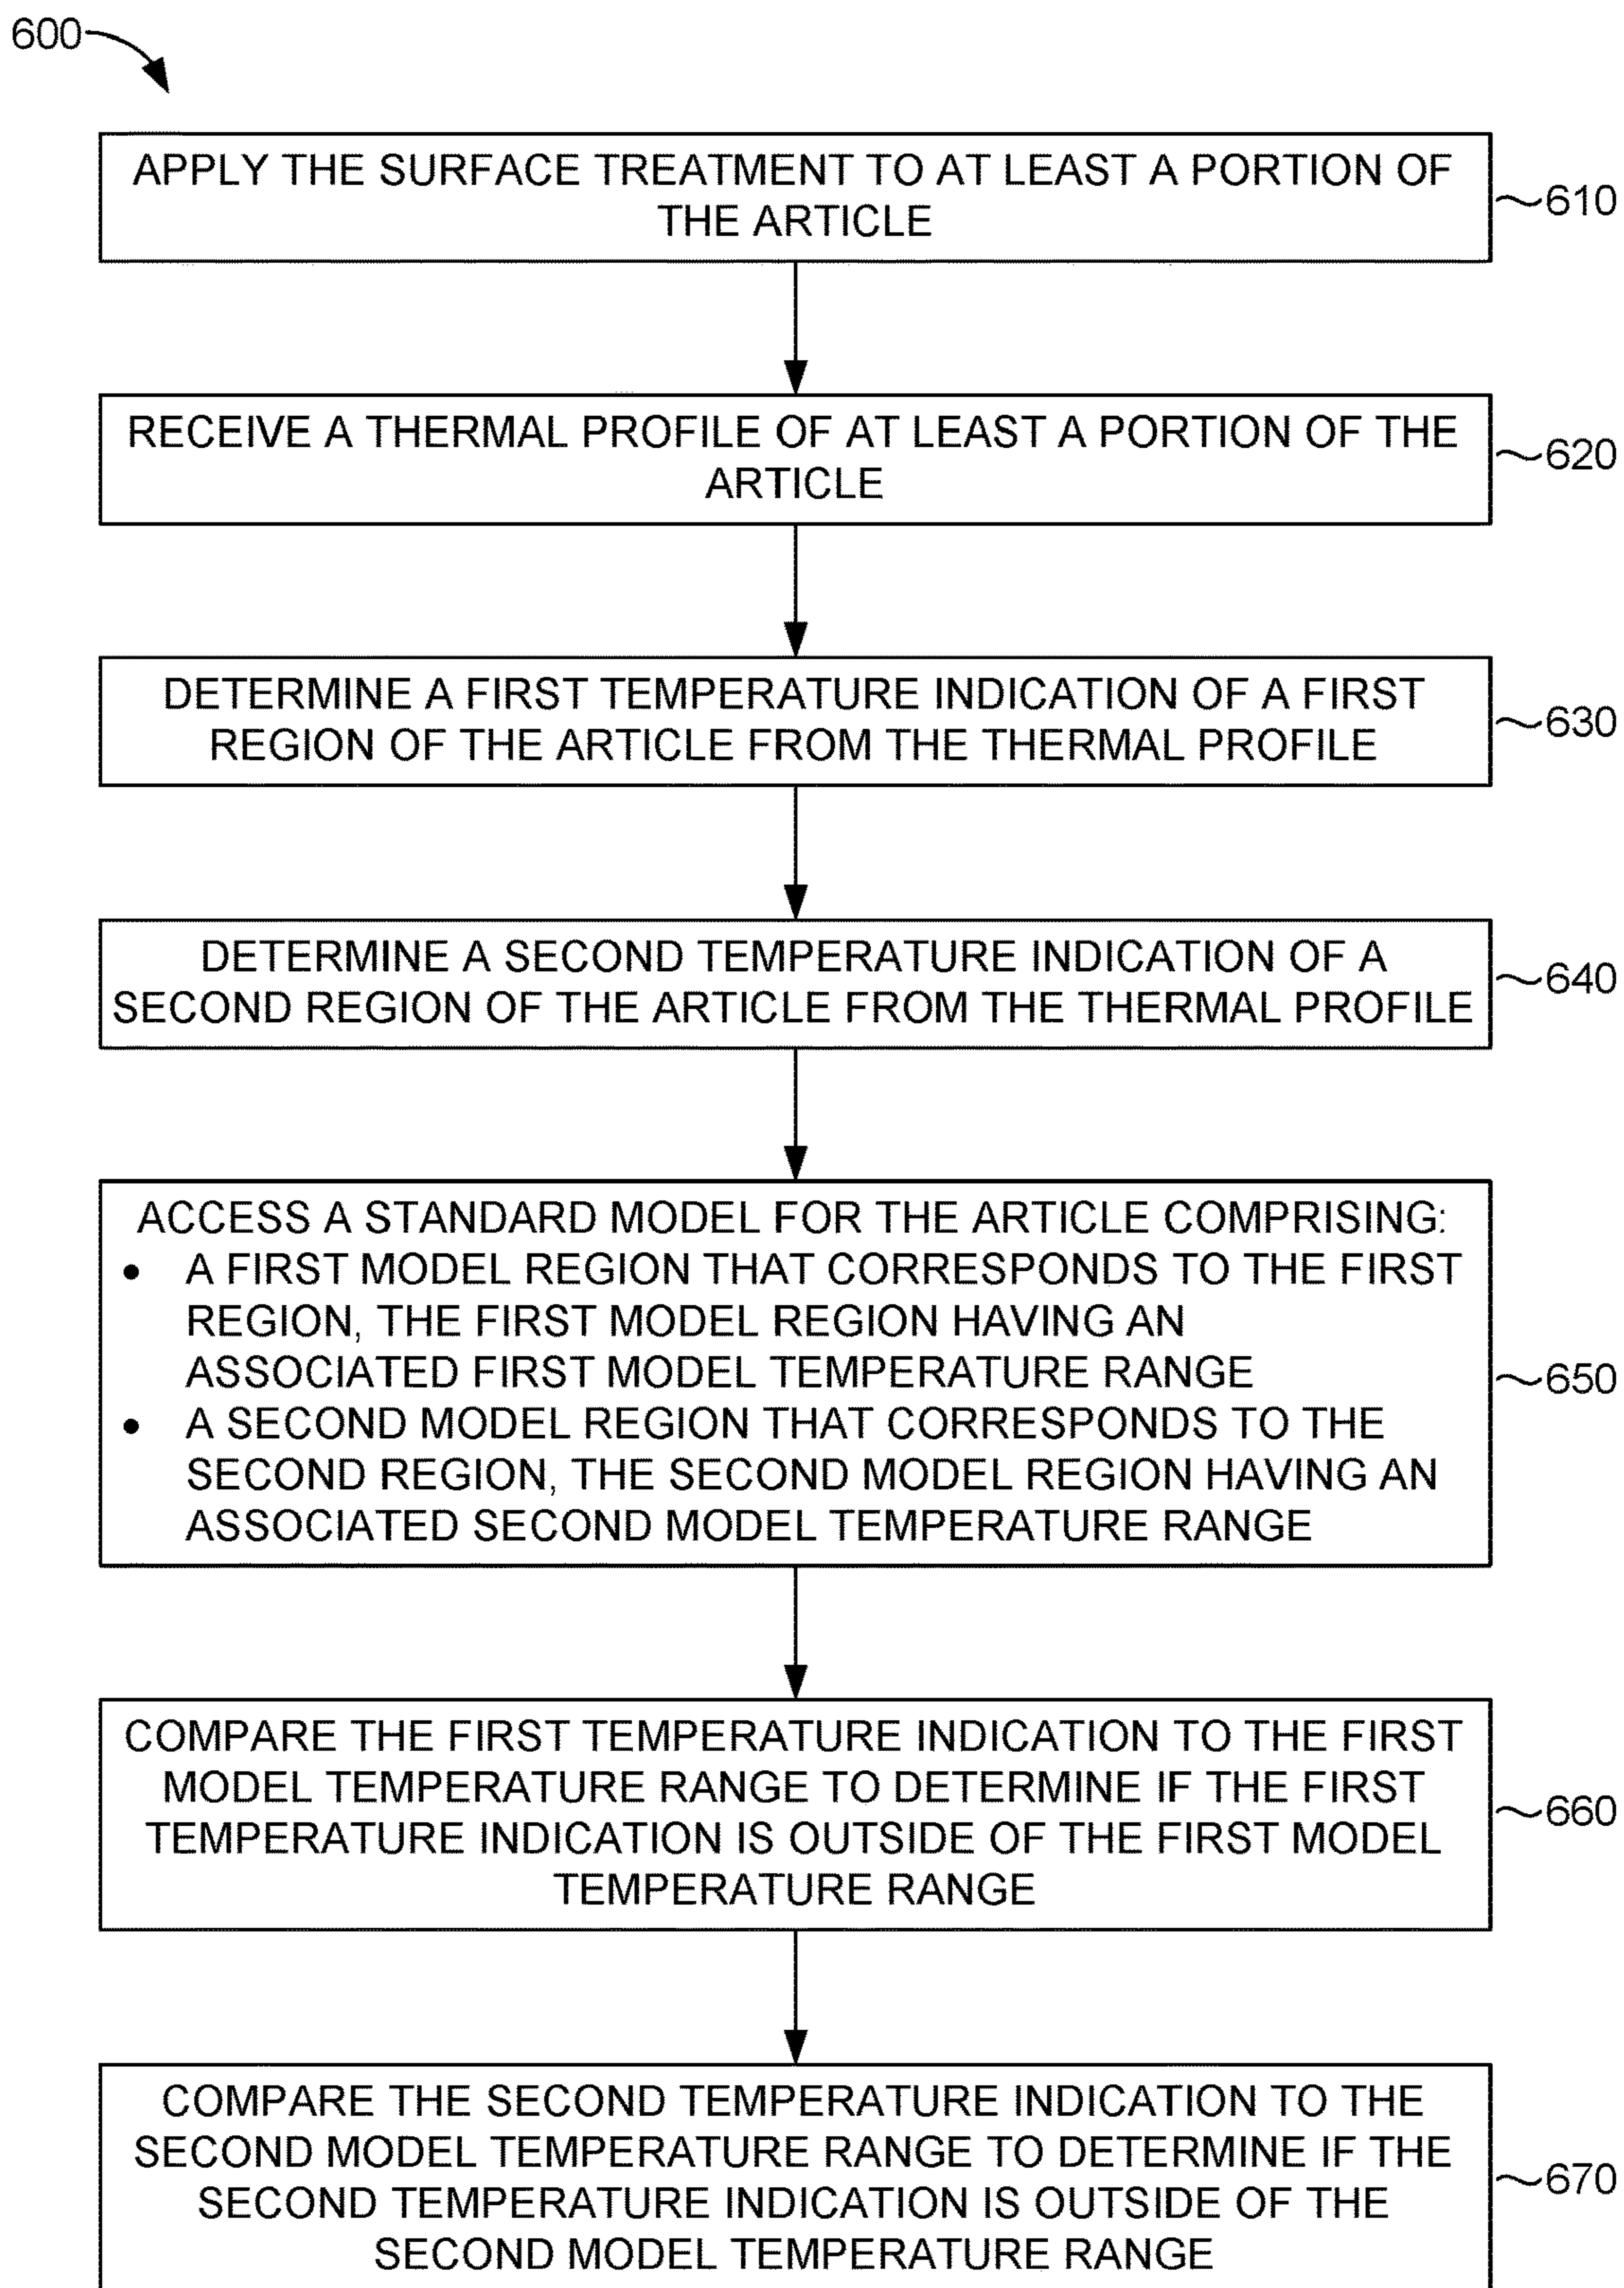 600
APPLY THE SURFACE TREATMENT TO AT LEAST A PORTION OF
THE ARTICLE
610
RECEIVE A THERMAL PROFILE OF AT LEAST A PORTION OF THE
ARTICLE
620
DETERMINE A FIRST TEMPERATURE INDICATION OF A FIRST
REGION OF THE ARTICLE FROM THE THERMAL PROFILE
630
DETERMINE A SECOND TEMPERATURE INDICATION OF A
SECOND REGION OF THE ARTICLE FROM THE THERMAL PROFILE
640
ACCESS A STANDARD MODEL FOR THE ARTICLE COMPRISING:
• A FIRST MODEL REGION THAT CORRESPONDS TO THE FIRST
REGION, THE FIRST MODEL REGION HAVING AN
ASSOCIATED FIRST MODEL TEMPERATURE RANGE
• A SECOND MODEL REGION THAT CORRESPONDS TO THE
SECOND REGION, THE SECOND MODEL REGION HAVING AN
ASSOCIATED SECOND MODEL TEMPERATURE RANGE
650
COMPARE THE FIRST TEMPERATURE INDICATION TO THE FIRST
MODEL TEMPERATURE RANGE TO DETERMINE IF THE FIRST
TEMPERATURE INDICATION IS OUTSIDE OF THE FIRST MODEL
TEMPERATURE RANGE
660
COMPARE THE SECOND TEMPERATURE INDICATION TO THE
SECOND MODEL TEMPERATURE RANGE TO DETERMINE IF THE
SECOND TEMPERATURE INDICATION IS OUTSIDE OF THE
SECOND MODEL TEMPERATURE RANGE
670